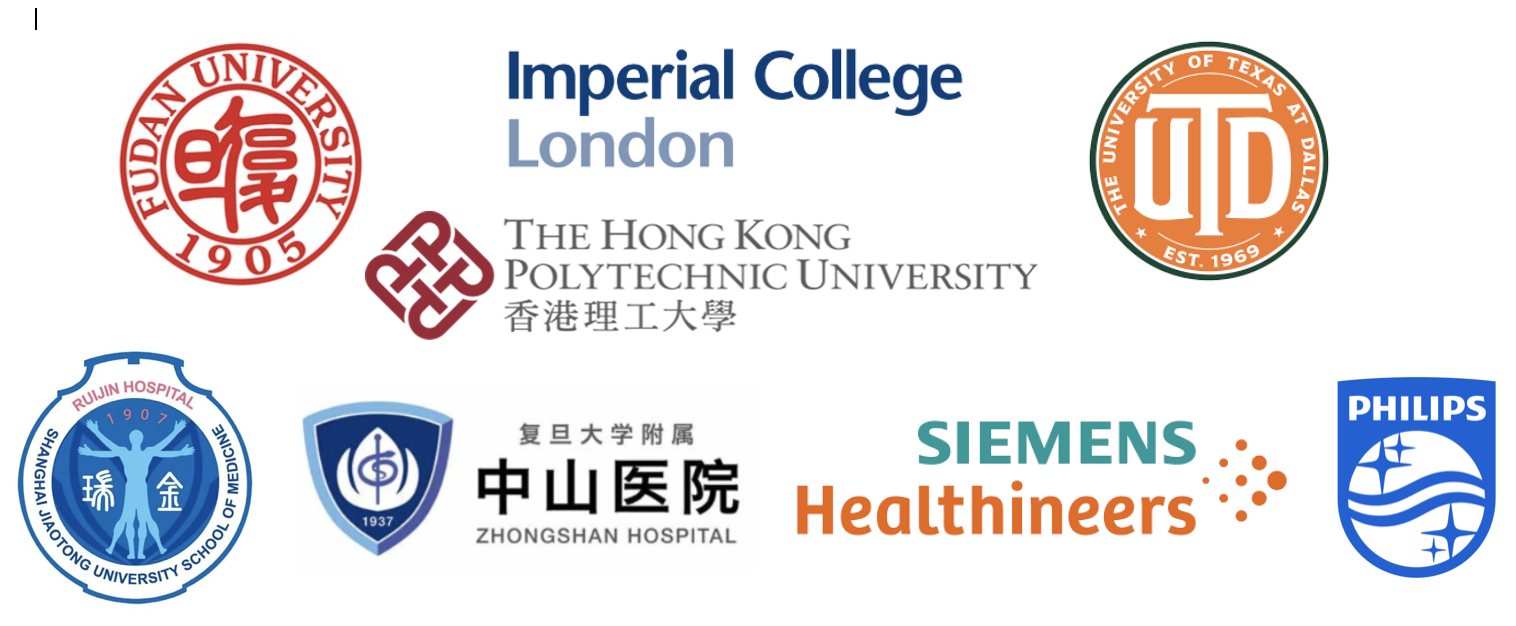 FUDAN UNIVERSITY
1905
Imperial College
London
THE UNIVERSITY OF TEXAS AT DALLAS
UTD
EST. 1969
THE HONG KONG
POLYTECHNIC UNIVERSITY
香港理工大學
RUIJIN HOSPITAL
1907
瑞金
SHANGHAI JIAOTONG UNIVERSITY SCHOOL OF MEDICINE
1937
复旦大学附属
中山医院
ZHONGSHAN HOSPITAL
SIEMENS
Healthineers
PHILIPS